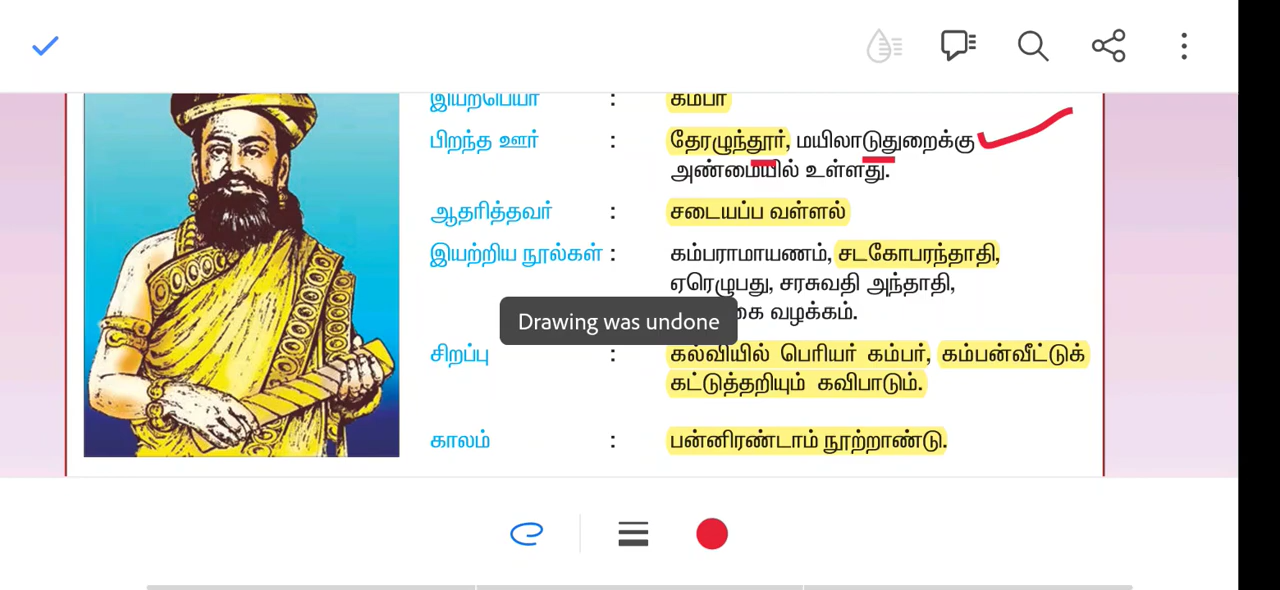 இயற்பெயர் : கம்பர்
பிறந்த ஊர் : தேரழுந்தூர், மயிலாடுதுறைக்கு
அண்மையில் உள்ளது.
ஆதரித்தவர் : சடையப்ப வள்ளல்
இயற்றிய நூல்கள் : கம்பராமாயணம், சடகோபரந்தாதி,
ஏரெழுபது, சரசுவதி அந்தாதி,
வழக்கம்.
Drawing was undone
சிறப்பு : கல்வியில் பெரியர் கம்பர், கம்பன்வீட்டுக்
கட்டுத்தறியும் கவிபாடும்.
காலம் : பன்னிரண்டாம் நூற்றாண்டு.